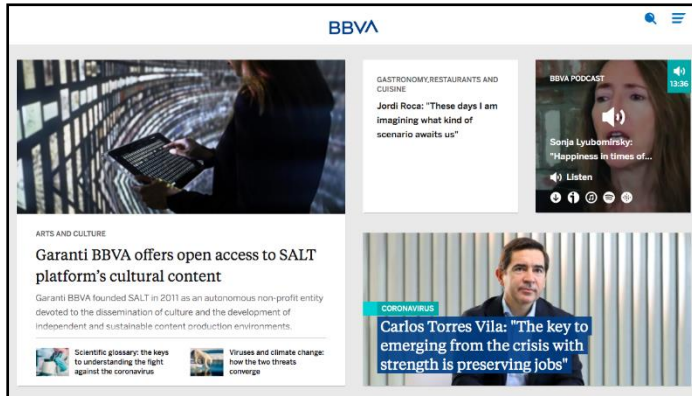 BBVA
ARTS AND CULTURE
Garanti BBVA offers open access to SALT
platform's cultural content
Garanti BBVA founded SALT in 2011 as an autonomous non-profit entity
devoted to the dissemination of culture and the development of
independent and sustainable content production environments.
Scientific glossary: the keys
to understanding the fight
against the coronavirus
Viruses and climate change:
how the two threats
converge
GASTRONOMY,RESTAURANTS AND
CUISINE
Jordi Roca: "These days I am
imagining what kind of
scenario awaits us"
BBVA PODCAST
13:36
Sonja Lyubomirsky:
"Happiness in times of...
Listen
CORONAVIRUS
Carlos Torres Vila: "The key to
emerging from the crisis with
strength is preserving jobs"